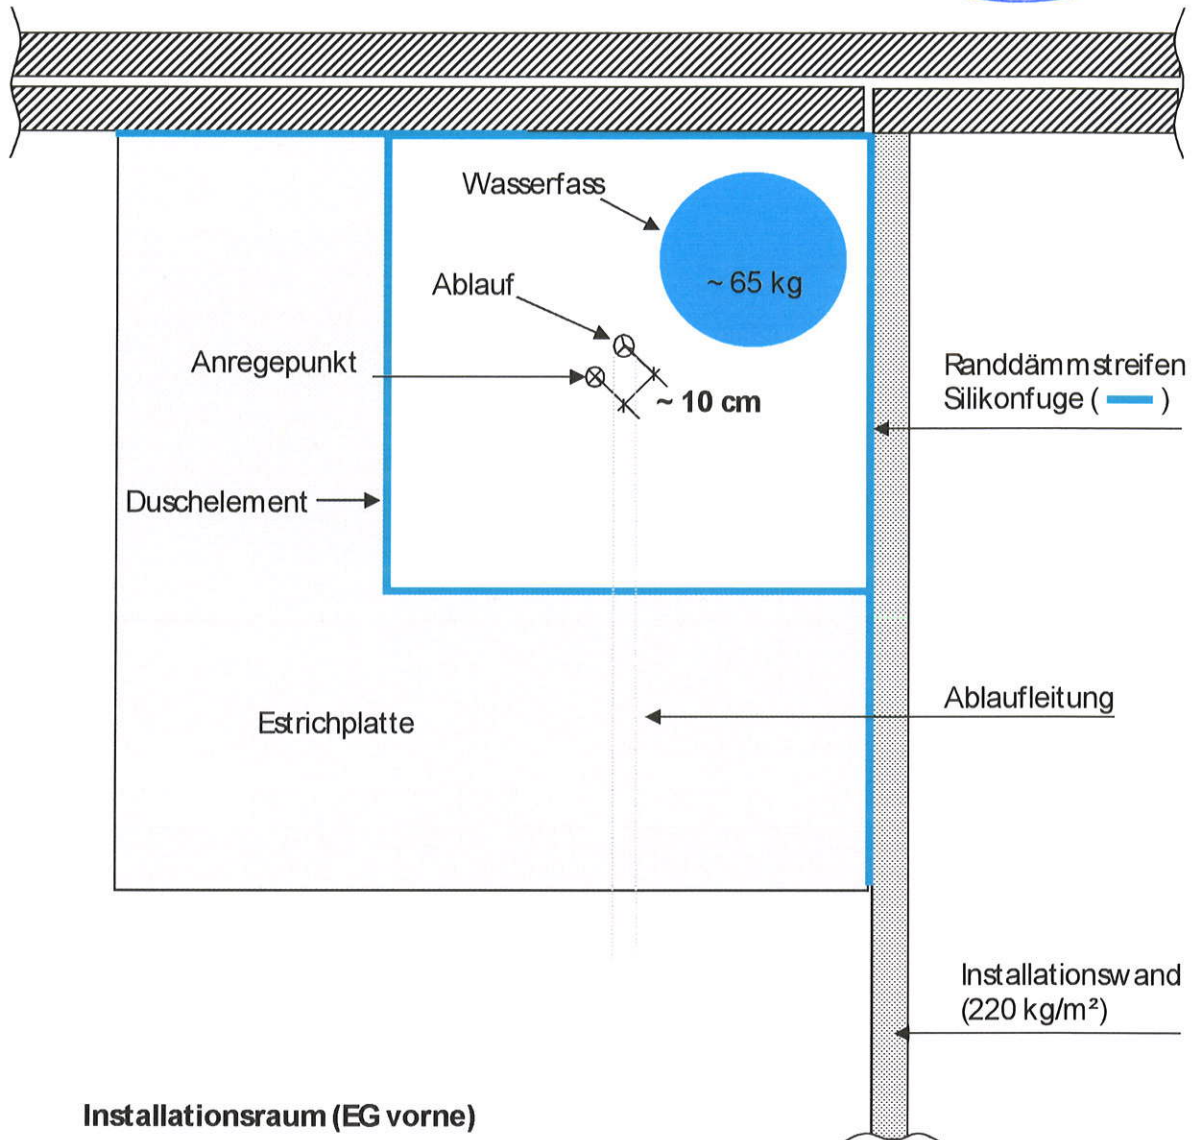 Wasserfass
~ 65 kg
Ablauf
Anregepunkt
~ 10 cm
Randdämmstreifen
Silikonfuge ( )
Duschelement
Ablaufleitung
Estrichplatte
Installationswand
(220 kg/m²)
Installationsraum (EG vorne)